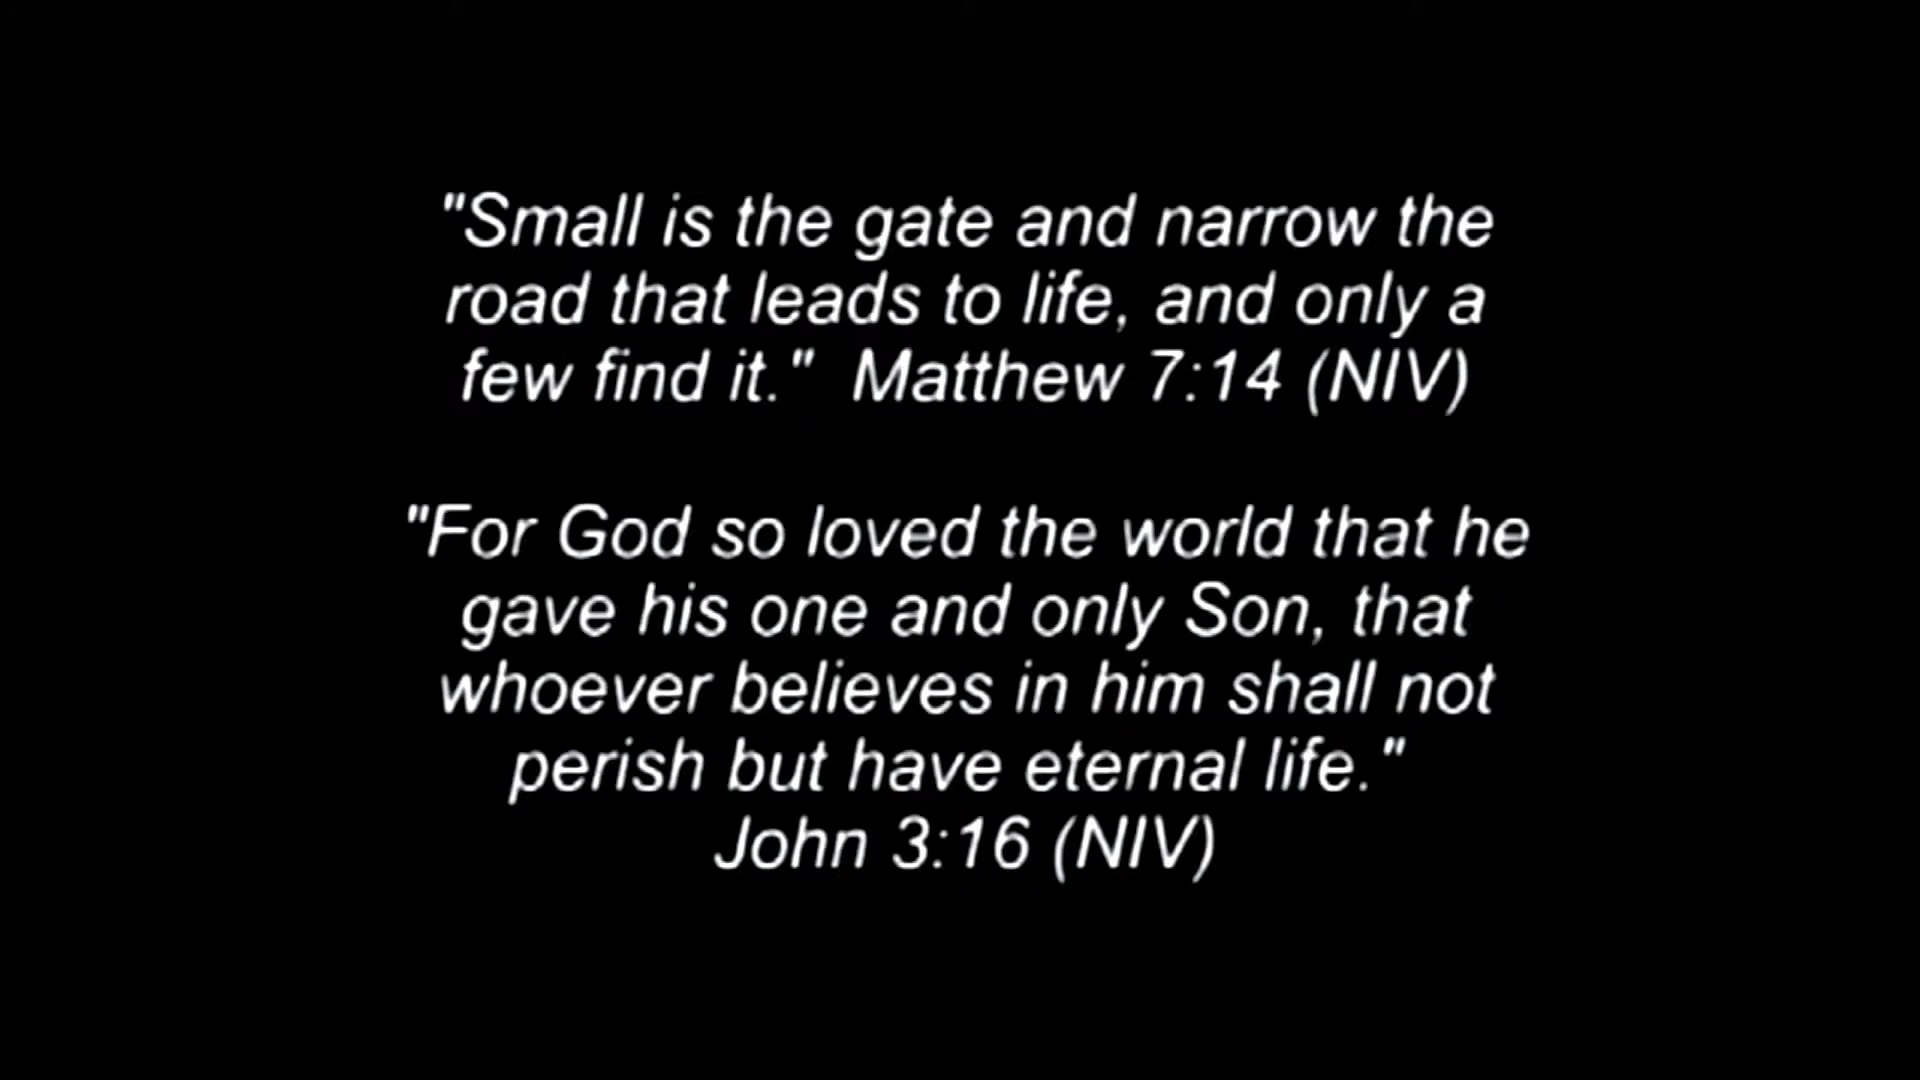 "Small is the gate and narrow the
road that leads to life, and only a
few find it."  Matthew 7:14 (NIV)
"For God so loved the world that he
gave his one and only Son, that
whoever believes in him shall not
perish but have eternal life."
John 3:16 (NIV)